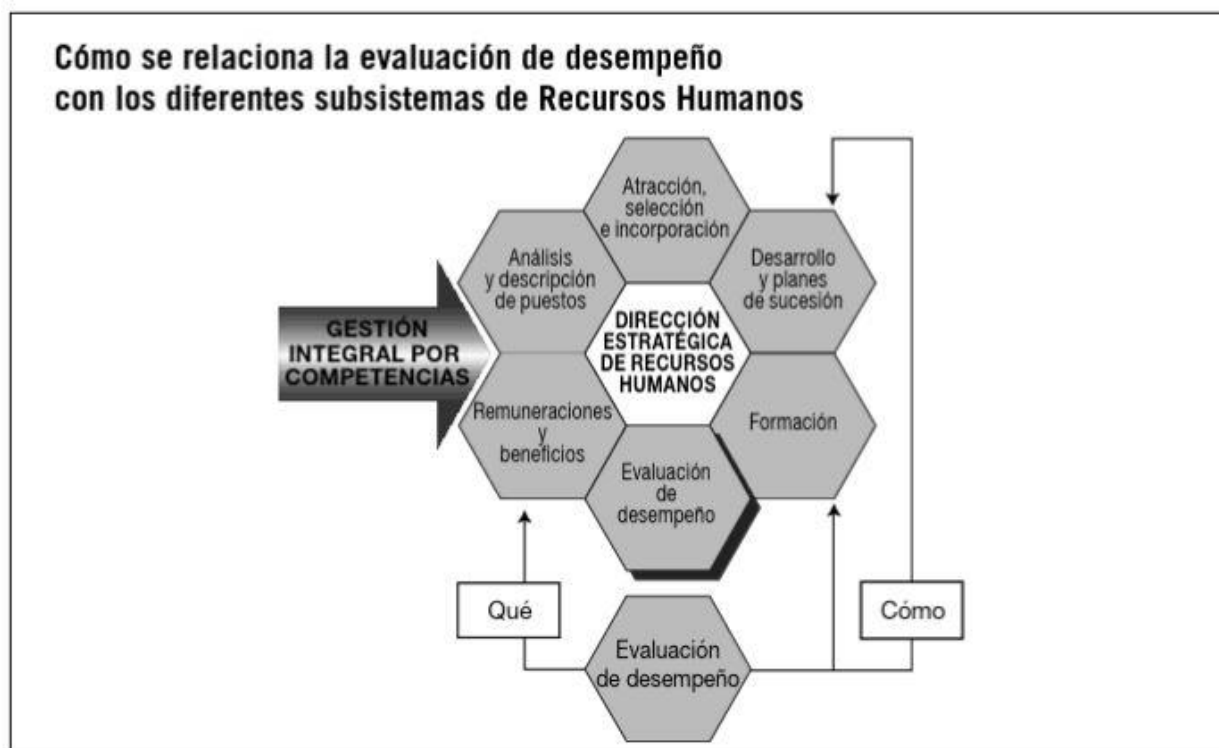 Cómo se relaciona la evaluación de desempeño
con los diferentes subsistemas de Recursos Humanos
Atracción,
selección
e incorporación
Análisis
y descripción
de puestos
Desarrollo
y planes
de sucesión
GESTIÓN
INTEGRAL POR
COMPETENCIAS
DIRECCIÓN
ESTRATÉGICA
DE RECURSOS
HUMANOS
Remuneraciones
y
beneficios
Formación
Evaluación
de
desempeño
Qué
Cómo
Evaluación
de desempeño